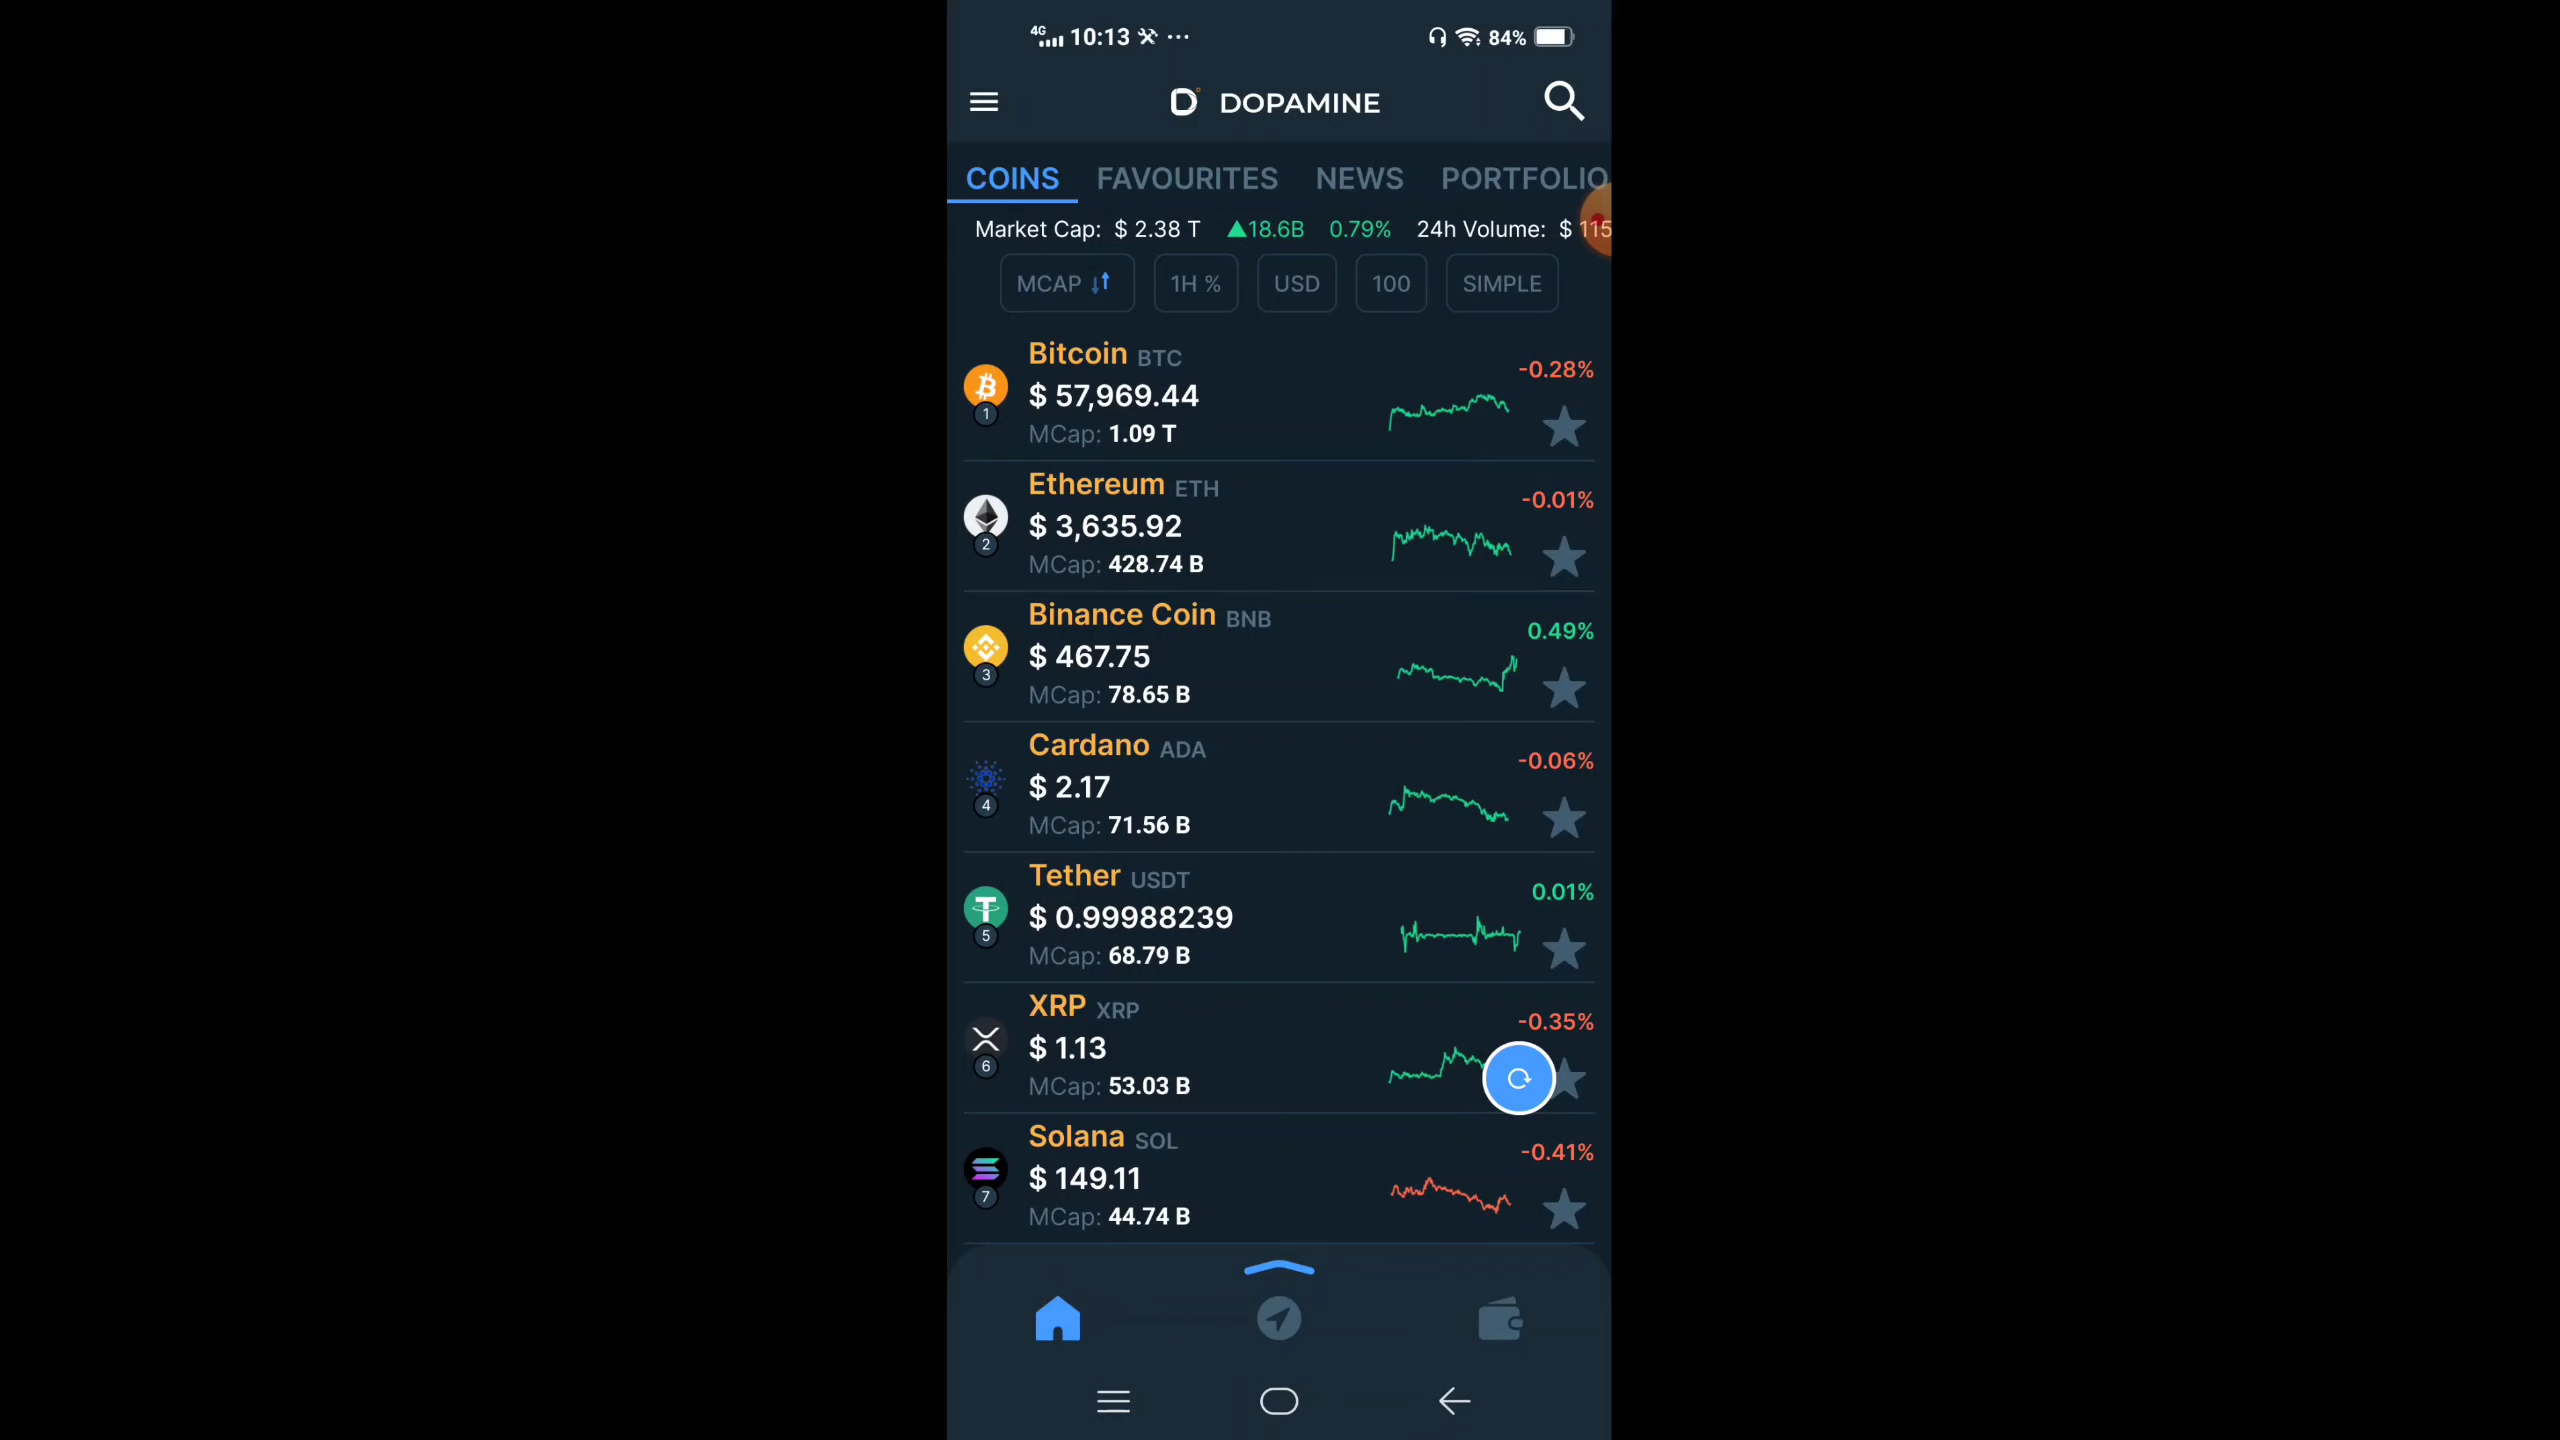 4G 10:13 ... 84%
D DOPAMINE
COINS FAVOURITES NEWS PORTFOLIO
Market Cap: $ 2.38 T ▲18.6B 0.79% 24h Volume: $ 115
MCAP 1H % USD 100 SIMPLE
Bitcoin BTC
-0.28%
$ 57,969.44
1
MCap: 1.09 T
Ethereum ETH
-0.01%
$ 3,635.92
2
MCap: 428.74 B
Binance Coin BNB
0.49%
$ 467.75
3
MCap: 78.65 B
Cardano ADA
-0.06%
$ 2.17
4
MCap: 71.56 B
Tether USDT
0.01%
$ 0.99988239
5
MCap: 68.79 B
XRP XRP
-0.35%
$ 1.13
6
MCap: 53.03 B
Solana SOL
-0.41%
$ 149.11
7
MCap: 44.74 B